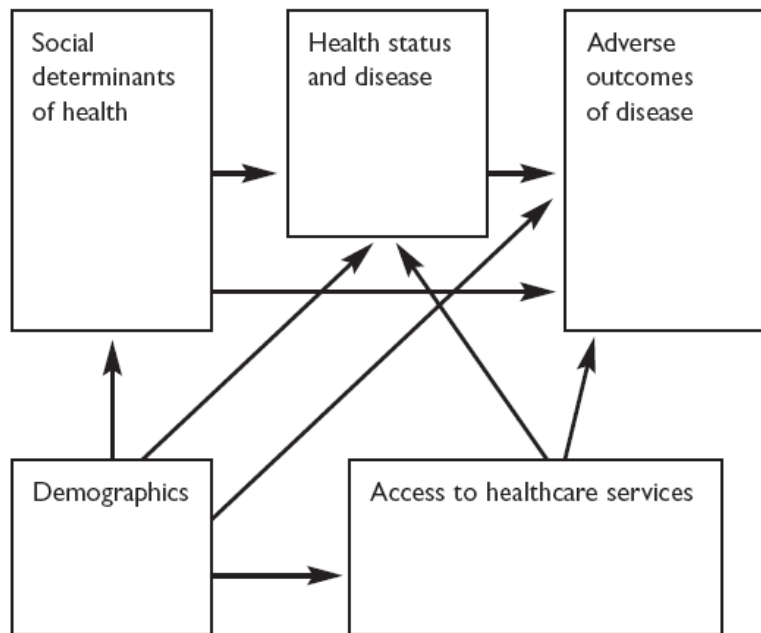 Social
determinants
of health
Health status
and disease
Adverse
outcomes
of disease
Demographics
Access to healthcare services